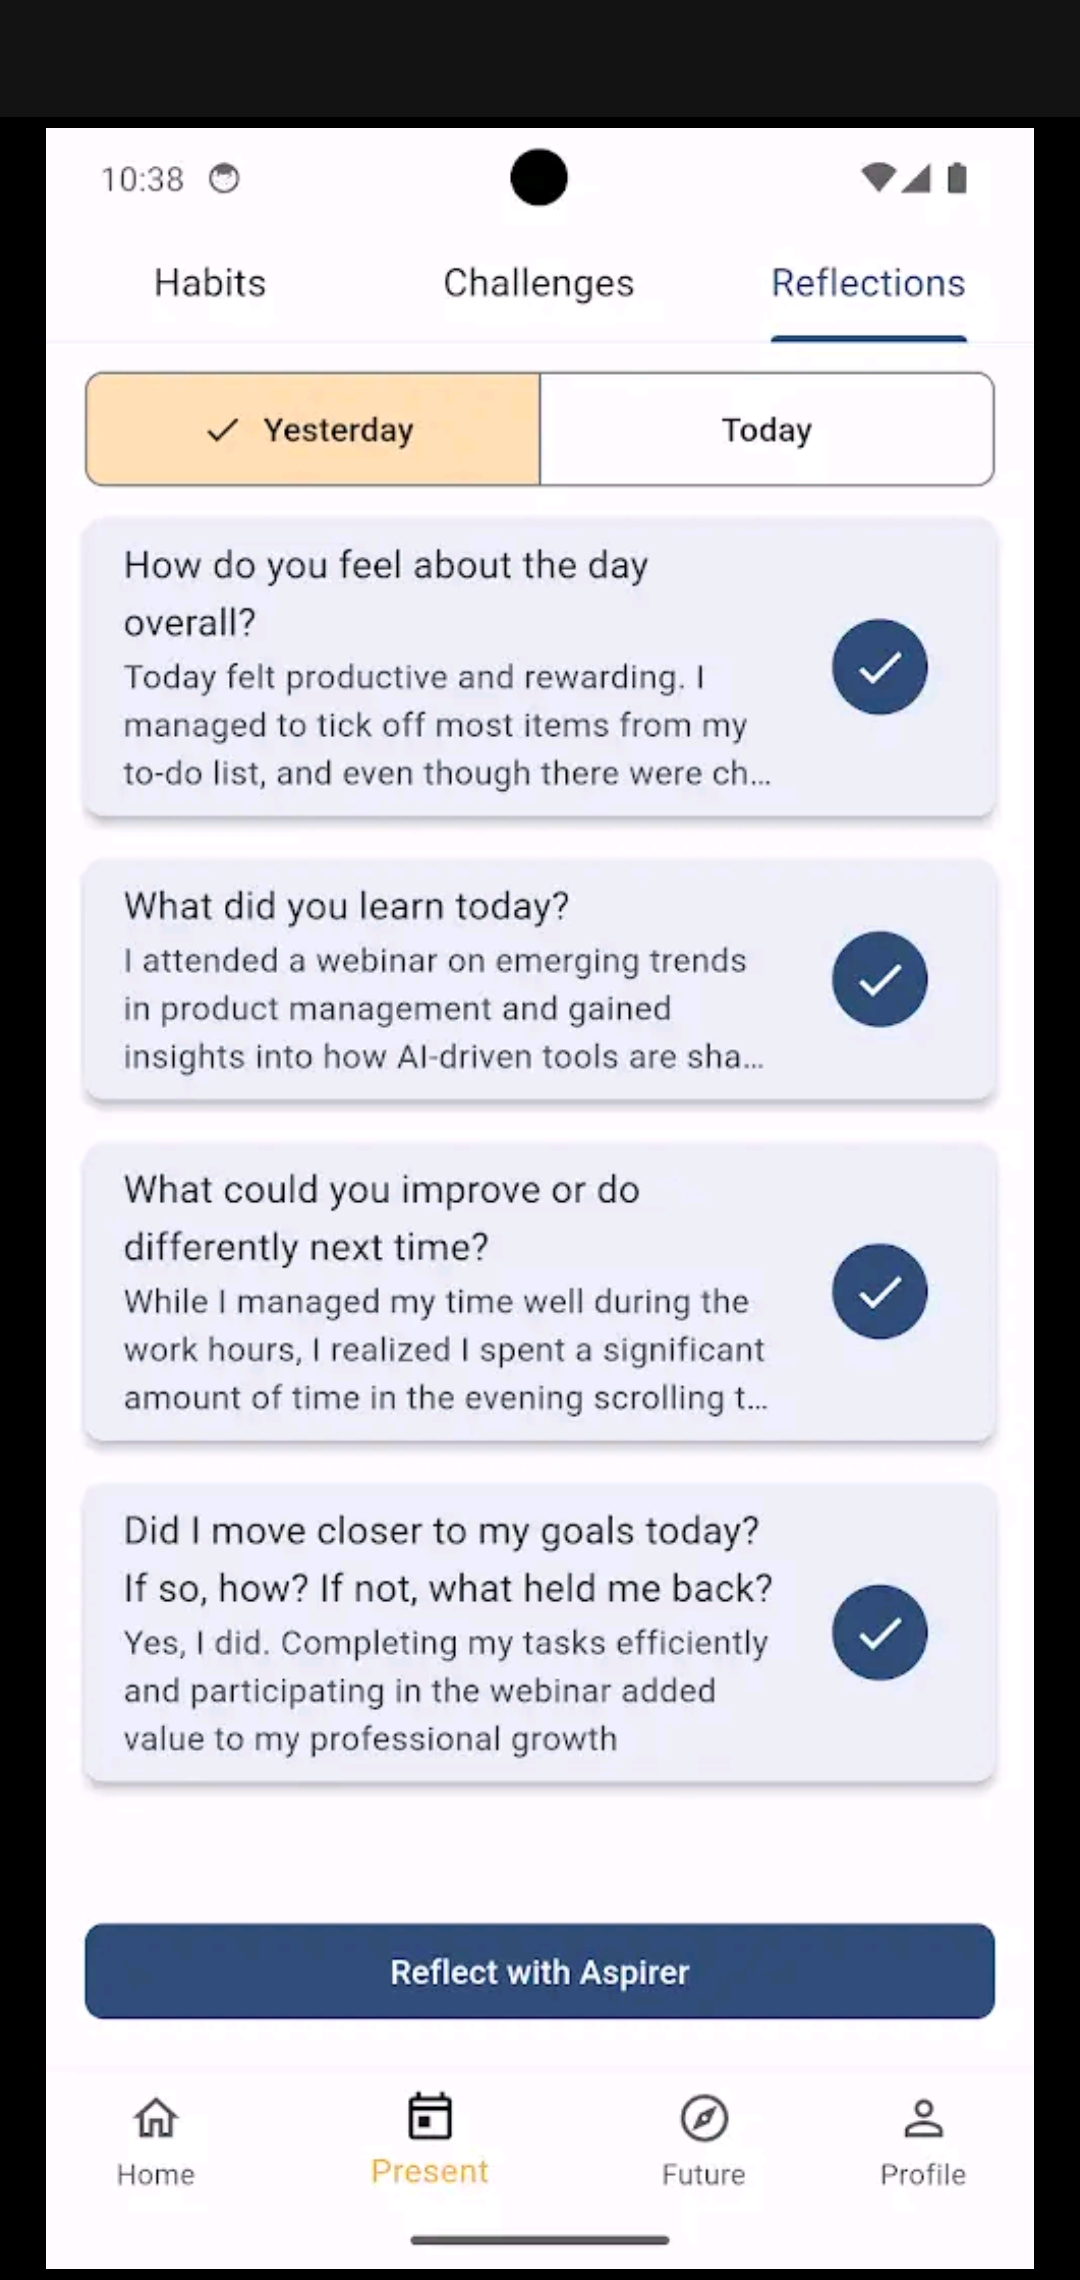 10:38
Habits
Challenges
Reflections
Yesterday
Today
How do you feel about the day
overall?
Today felt productive and rewarding. I
managed to tick off most items from my
to-do list, and even though there were ch...
What did you learn today?
I attended a webinar on emerging trends
in product management and gained
insights into how AI-driven tools are sha...
What could you improve or do
differently next time?
While I managed my time well during the
work hours, I realized I spent a significant
amount of time in the evening scrolling t...
Did I move closer to my goals today?
If so, how? If not, what held me back?
Yes, I did. Completing my tasks efficiently
and participating in the webinar added
value to my professional growth
Reflect with Aspirer
Home
Present
Future
Profile